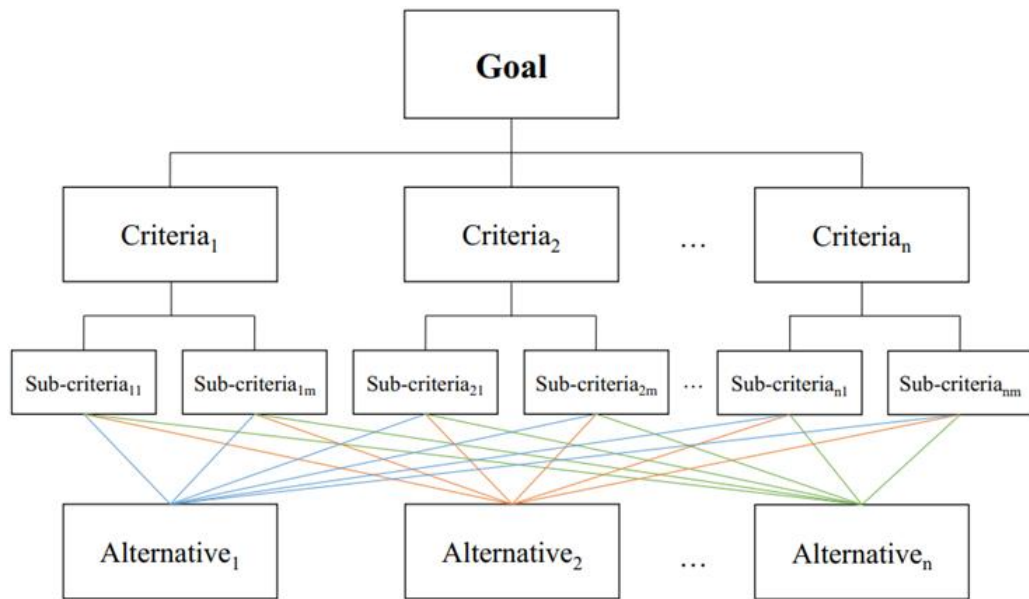 Goal
Criteria₁
Criteria₂
…
Criteriaₙ
Sub-criteria₁₁
Sub-criteria₁ₘ
Sub-criteria₂₁
Sub-criteria₂ₘ
…
Sub-criteriaₙ₁
Sub-criteriaₙₘ
Alternative₁
Alternative₂
…
Alternativeₙ